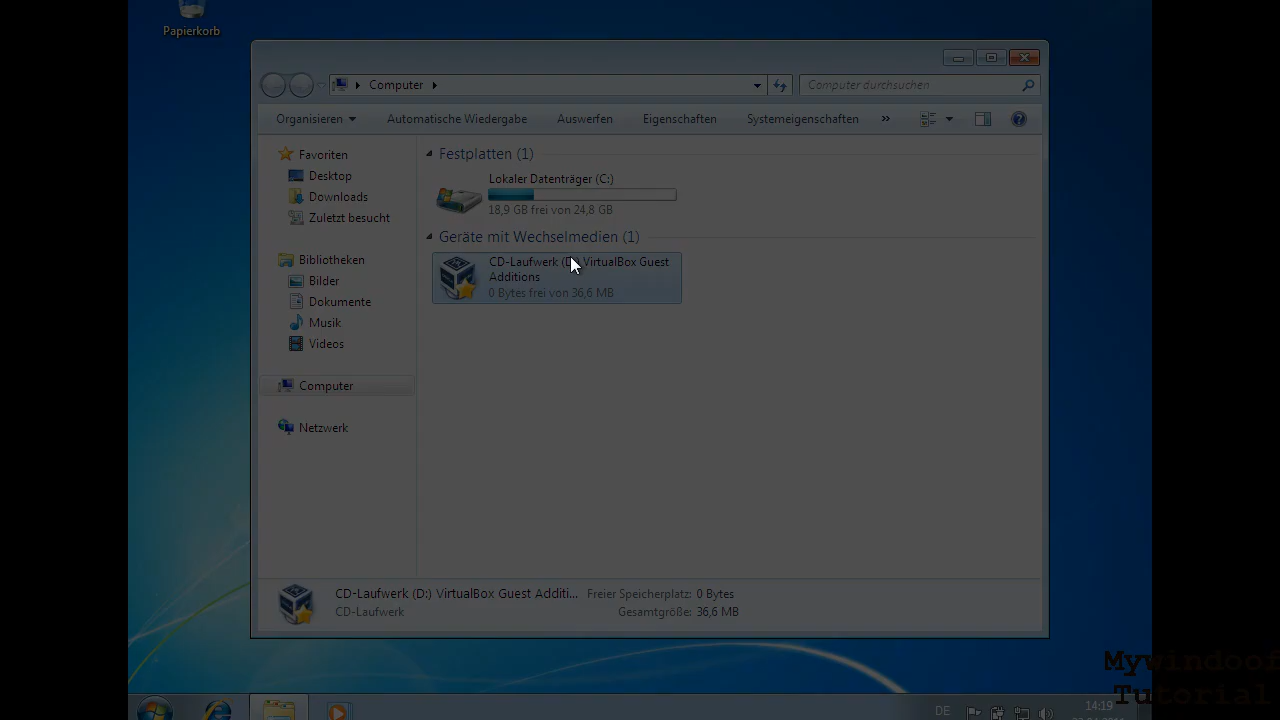 Papierkorb
Computer
Computer durchsuchen
Organisieren
Automatische Wiedergabe
Auswerfen
Eigenschaften
Systemeigenschaften
»
Favoriten
Desktop
Downloads
Zuletzt besucht
Bibliotheken
Bilder
Dokumente
Musik
Videos
Computer
Netzwerk
Festplatten (1)
Lokaler Datenträger (C:)
18,9 GB frei von 24,8 GB
Geräte mit Wechselmedien (1)
CD-Laufwerk (D:) VirtualBox Guest
Additions
0 Bytes frei von 36,6 MB
CD-Laufwerk (D:) VirtualBox Guest Additi...
CD-Laufwerk
Freier Speicherplatz: 0 Bytes
Gesamtgröße: 36,6 MB
Mywindoof
Tutorial
DE
14:19